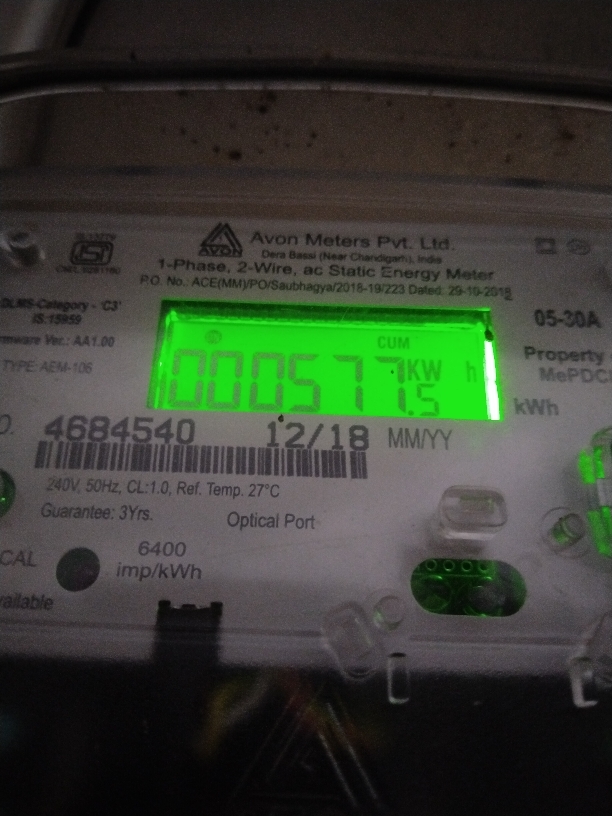 AVON
Avon Meters Pvt. Ltd.
Dera Bassi (Near Chandigarh), India
1-Phase, 2-Wire, ac Static Energy Meter
P.O. No.: ACE(MM)/PO/Saubhagya/2018-19/223 Dated: 29-10-2018
DLMS-Category - 'C3'
IS:15959
rmware Ver.: AA1.00
TYPE: AEM-106
05-30A
Property
MePDC
CUM
000577.5 KW h
kWh
O. 4684540 12/18 MM/YY
240V, 50Hz, CL:1.0, Ref. Temp. 27°C
Guarantee: 3Yrs.
Optical Port
CAL
6400
imp/kWh
vailable